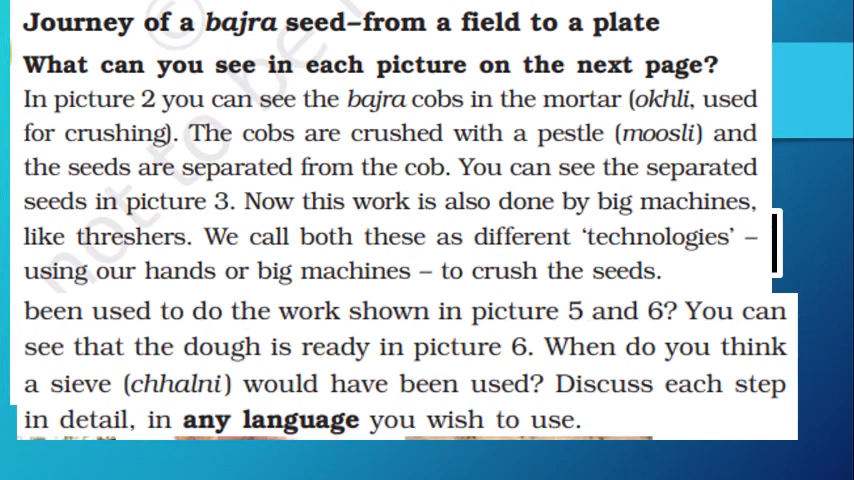 Journey of a bajra seed–from a field to a plate
What can you see in each picture on the next page?
In picture 2 you can see the bajra cobs in the mortar (okhli, used
for crushing). The cobs are crushed with a pestle (moosli) and
the seeds are separated from the cob. You can see the separated
seeds in picture 3. Now this work is also done by big machines,
like threshers. We call both these as different ‘technologies’ –
using our hands or big machines – to crush the seeds.
been used to do the work shown in picture 5 and 6? You can
see that the dough is ready in picture 6. When do you think
a sieve (chhalni) would have been used? Discuss each step
in detail, in any language you wish to use.
not to be